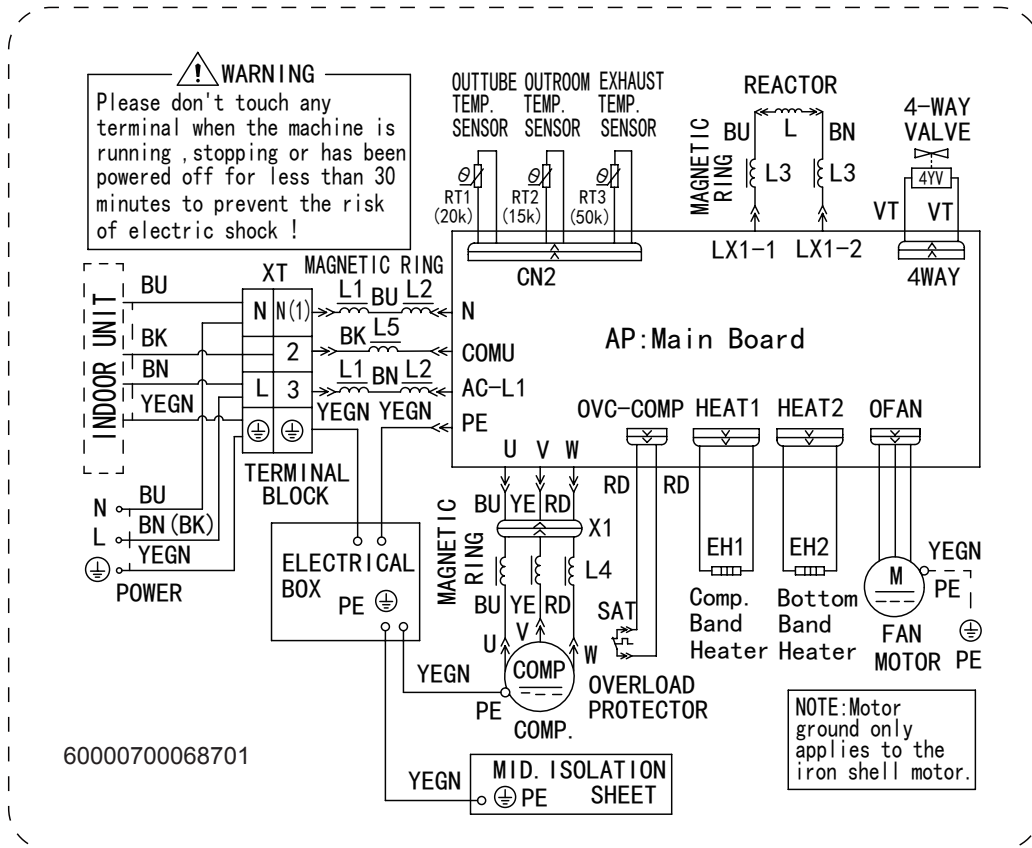 WARNING
Please don't touch any
terminal when the machine is
running ,stopping or has been
powered off for less than 30
minutes to prevent the risk
of electric shock !
OUTTUBE OUTROOM EXHAUST
TEMP. TEMP. TEMP.
SENSOR SENSOR SENSOR
RT1 RT2 RT3
(20k) (15k) (50k)
CN2
REACTOR
BU L BN
MAGNETIC
RING
L3 L3
LX1-1 LX1-2
4-WAY
VALVE
4YV
VT VT
4WAY
AP:Main Board
INDOOR UNIT
BU
BK
BN
YEGN
XT
N N(1)
2
L 3
TERMINAL
BLOCK
MAGNETIC RING
L1 BU L2
BK L5
L1 BN L2
YEGN YEGN
N
COMU
AC-L1
PE
N BU
L BN(BK)
YEGN
POWER
ELECTRICAL
BOX
PE
U V W
BU YE RD
X1
MAGNETIC
RING
L4
BU YE RD
U V W
COMP
YEGN
PE
COMP.
OVC-COMP HEAT1 HEAT2 OFAN
RD RD
SAT
OVERLOAD
PROTECTOR
EH1 EH2
Comp.
Band
Heater
Bottom
Band
Heater
M
YEGN
PE
FAN
MOTOR
PE
NOTE:Motor
ground only
applies to the
iron shell motor.
YEGN
MID. ISOLATION
SHEET
PE
60000700068701